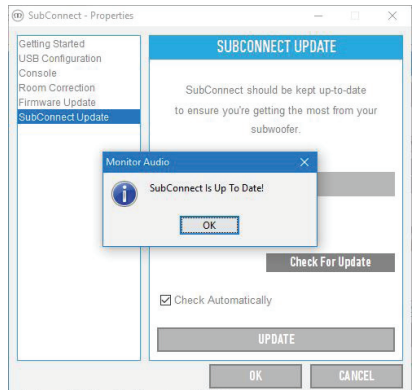 SubConnect - Properties
Getting Started
USB Configuration
Console
Room Correction
Firmware Update
SubConnect Update
SUBCONNECT UPDATE
SubConnect should be kept up-to-date
to ensure you're getting the most from your
subwoofer.
Monitor Audio
SubConnect Is Up To Date!
OK
Check For Update
Check Automatically
UPDATE
OK
CANCEL